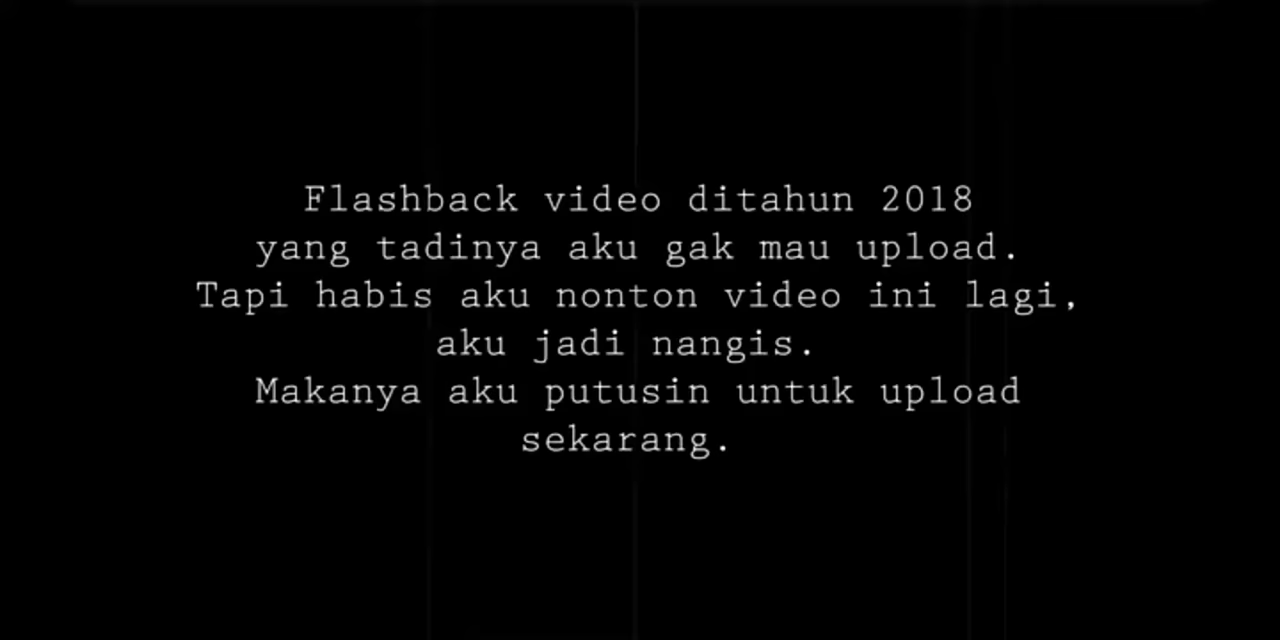 Flashback video ditahun 2018
yang tadinya aku gak mau upload.
Tapi habis aku nonton video ini lagi,
aku jadi nangis.
Makanya aku putusin untuk upload
sekarang.